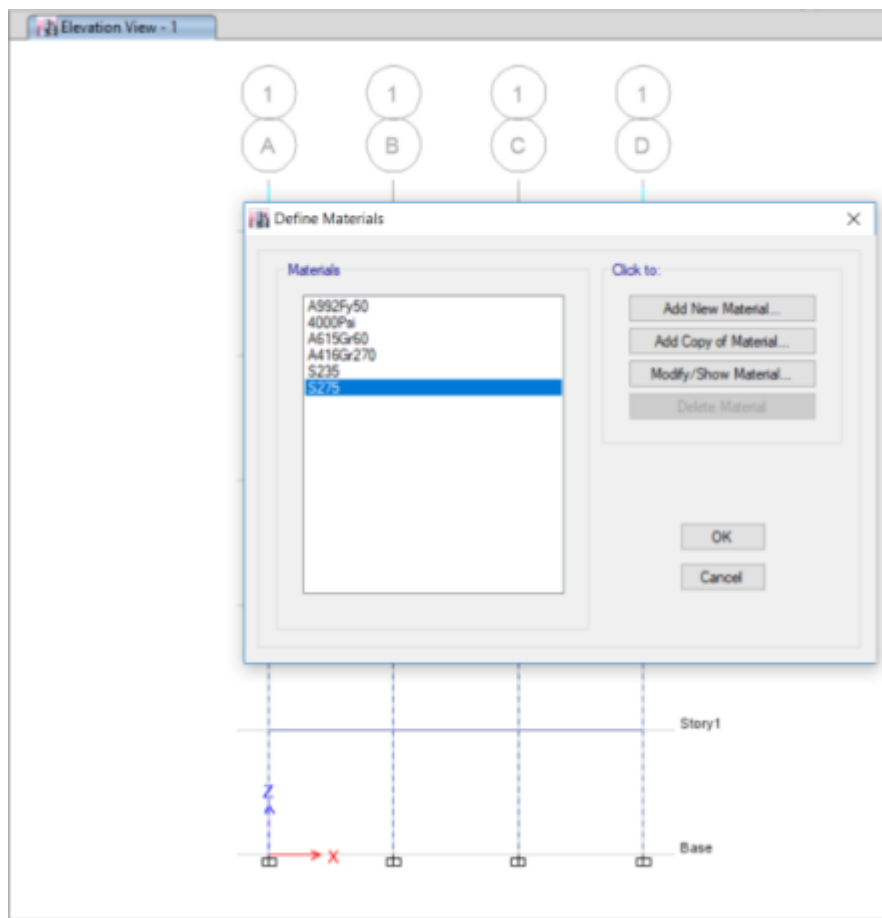 Elevation View - 1
1 1 1 1
A B C D
Define Materials
Materials
A992Fy50
4000Psi
A615Gr60
A416Gr270
S235
S275
Click to:
Add New Material...
Add Copy of Material...
Modify/Show Material...
Delete Material
OK
Cancel
Story1
Z
X
Base